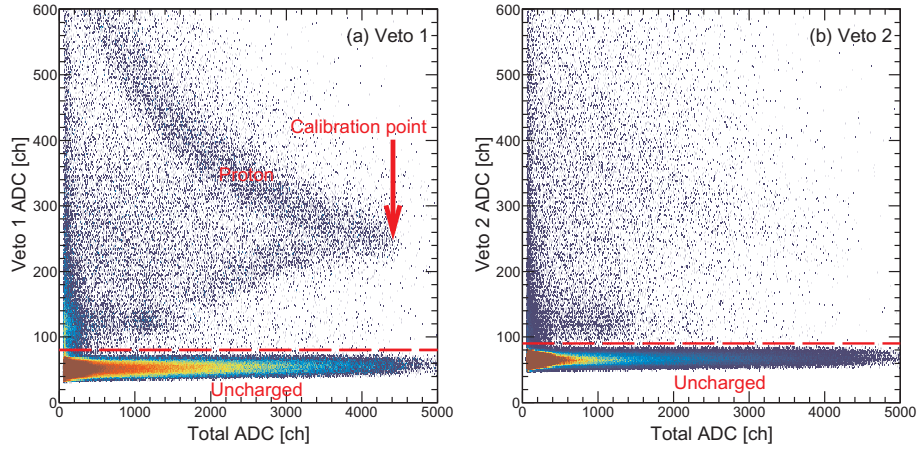 (a) Veto 1
600
500
400
300
200
100
0
Veto 1 ADC [ch]
Calibration point
Proton
Uncharged
0 1000 2000 3000 4000 5000
Total ADC [ch]
(b) Veto 2
600
500
400
300
200
100
0
Veto 2 ADC [ch]
Uncharged
0 1000 2000 3000 4000 5000
Total ADC [ch]